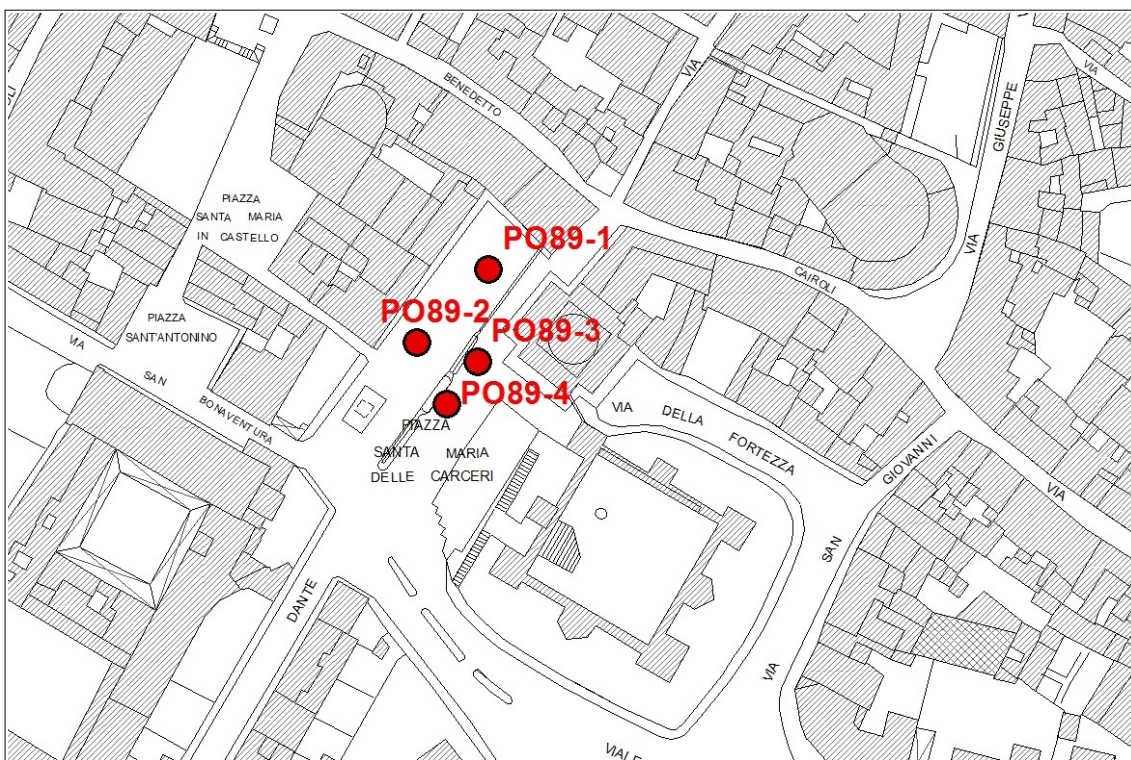 BENEDETTO
VIA
GIUSEPPE
VIA
PIAZZA
SANTA MARIA
IN CASTELLO
PO89-1
VIA
CAIROLI
PIAZZA
SANT'ANTONINO
PO89-2
PO89-3
VIA
SAN
BONAVENTURA
PO89-4
PIAZZA
SANTA MARIA
DELLE CARCERI
VIA DELLA FORTEZZA
GIOVANNI
VIA
SAN
DANTE
VIA
VIALE